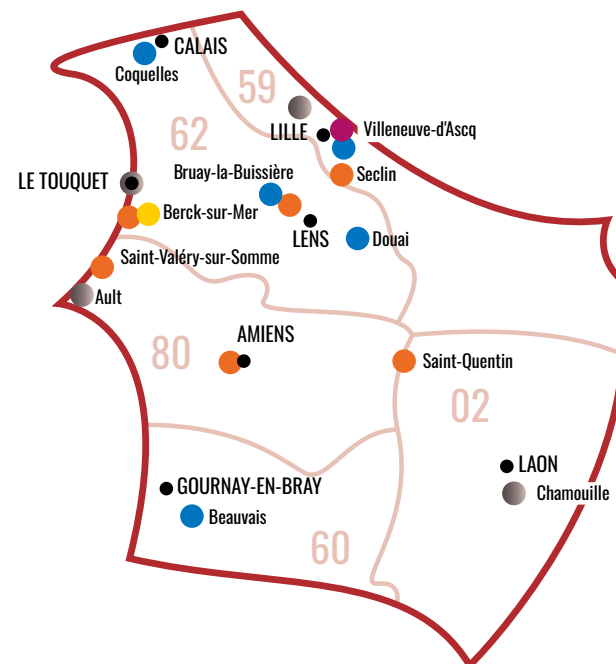 CALAIS
Coquelles
59
62
LILLE
Villeneuve-d'Ascq
Seclin
LE TOUQUET
Bruay-la-Buissière
Berck-sur-Mer
LENS
Douai
Saint-Valéry-sur-Somme
Ault
80
AMIENS
Saint-Quentin
02
LAON
GOURNAY-EN-BRAY
Chamouille
Beauvais
60